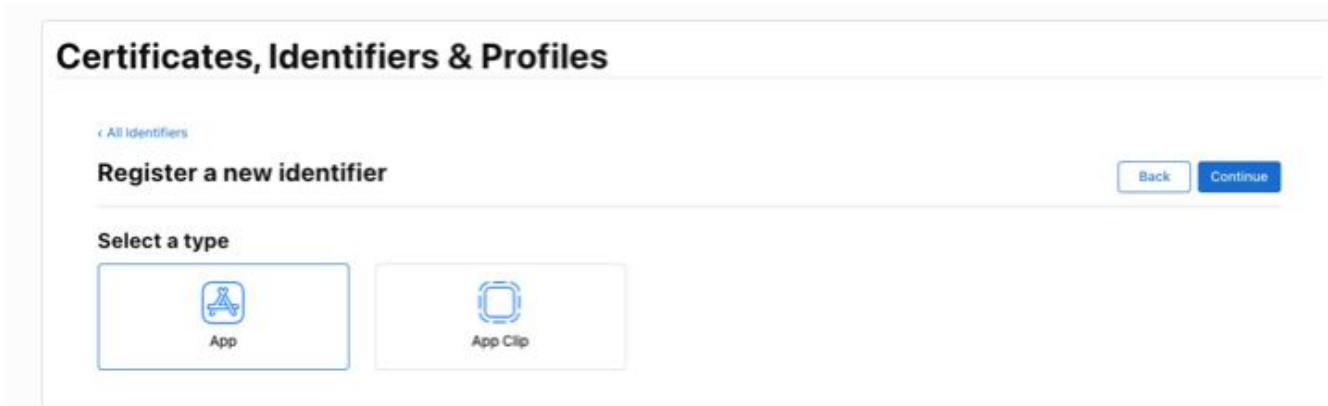 Certificates, Identifiers & Profiles
‹ All Identifiers
Register a new identifier
Back
Continue
Select a type
App
App Clip